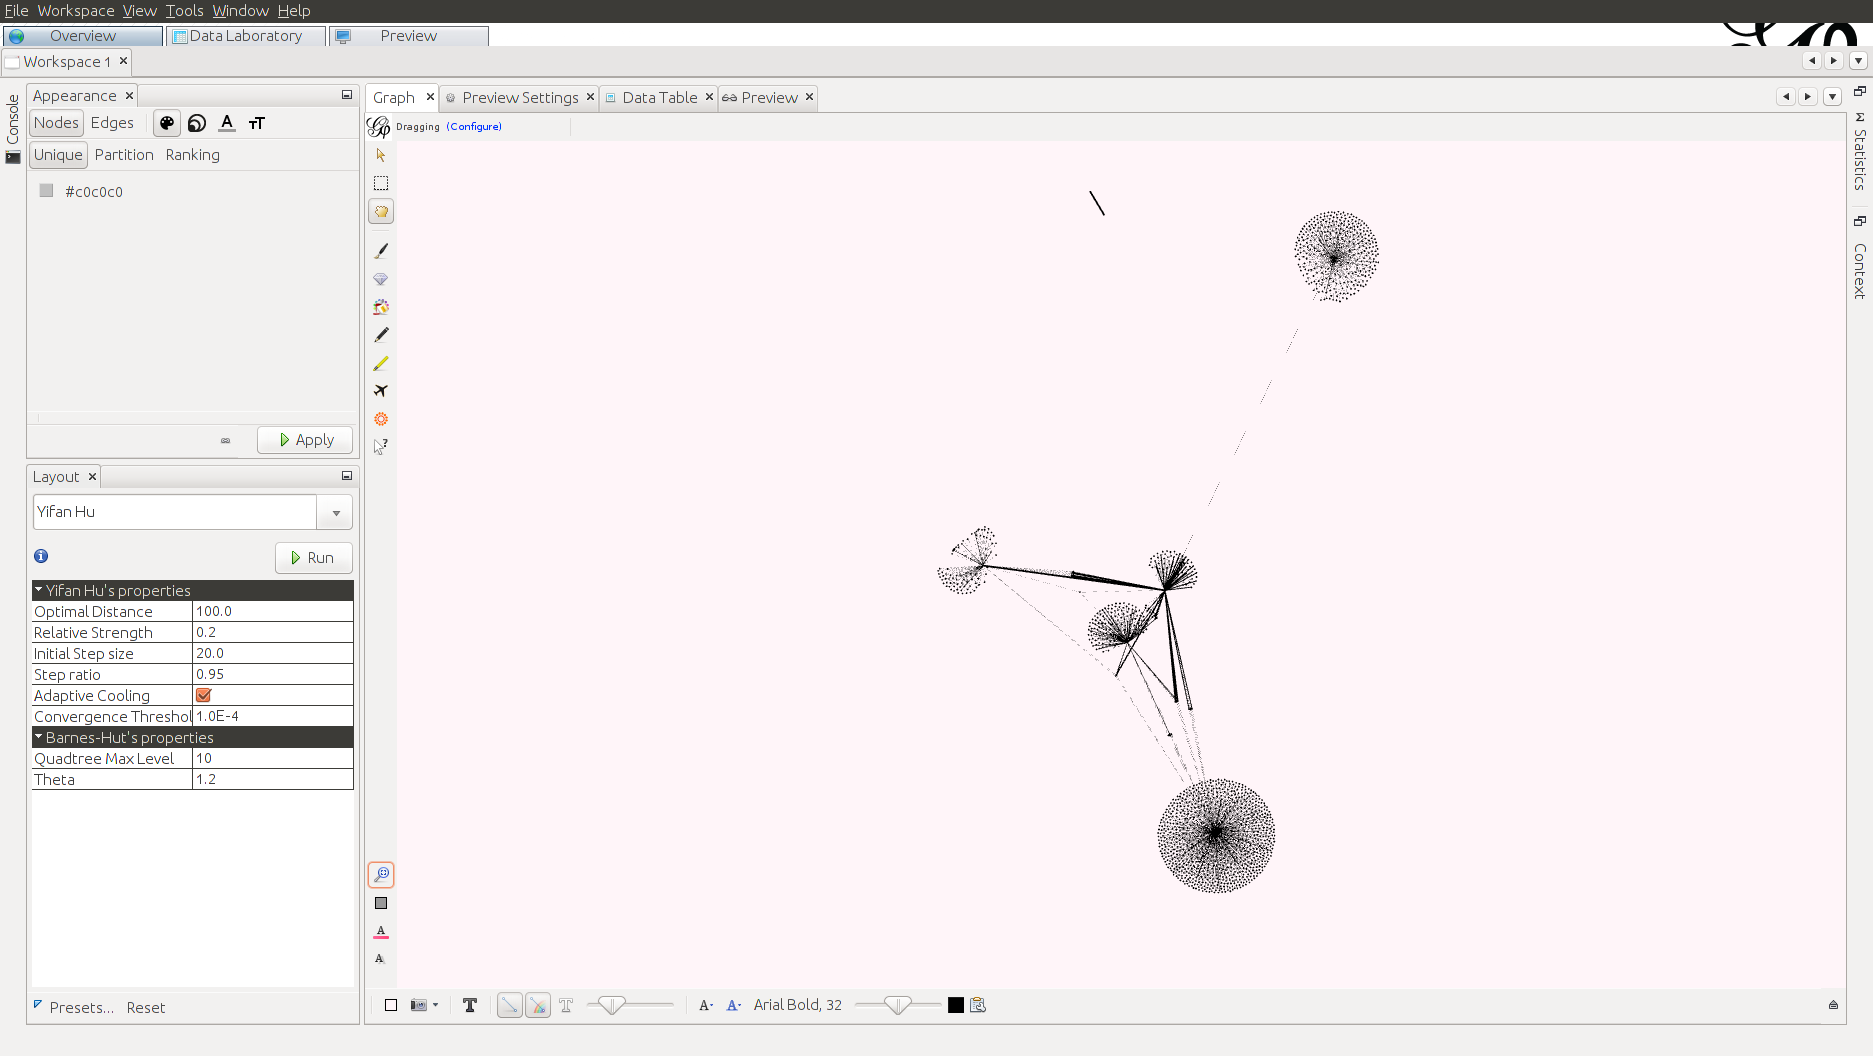 File Workspace View Tools Window Help
Overview Data Laboratory Preview
Workspace 1
Console
Appearance
Nodes Edges
Unique Partition Ranking
#c0c0c0
Apply
Layout
Yifan Hu
Run
Yifan Hu's properties
Optimal Distance 100.0
Relative Strength 0.2
Initial Step size 20.0
Step ratio 0.95
Adaptive Cooling
Convergence Threshol 1.0E-4
Barnes-Hut's properties
Quadtree Max Level 10
Theta 1.2
Presets... Reset
Graph Preview Settings Data Table Preview
Dragging (Configure)
Arial Bold, 32
Statistics
Context